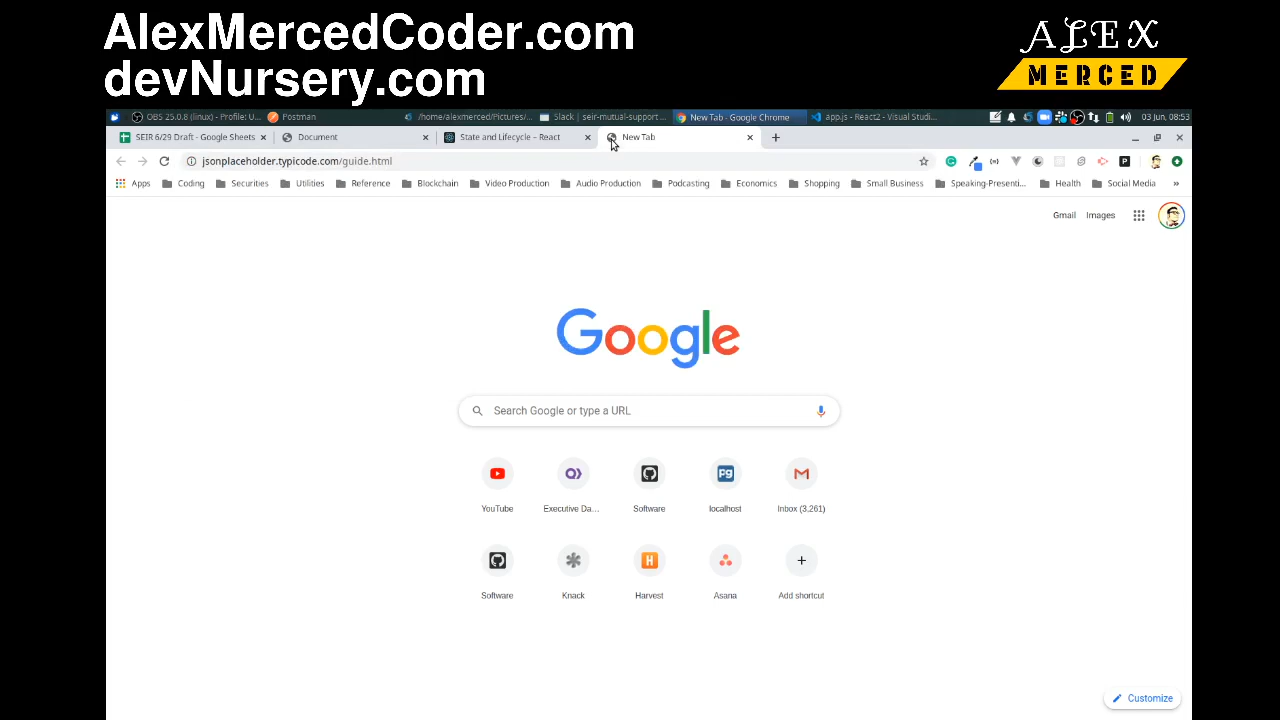 AlexMercedCoder.com
devNursery.com
ALEX
MERCED
OBS 25.0.8 (linux) - Profile: U... Postman /home/alexmerced/Pictures/... Slack | seir-mutual-support ... New Tab - Google Chrome app.js - React2 - Visual Studi... 03 Jun, 08:53
SEIR 6/29 Draft - Google Sheets Document State and Lifecycle – React New Tab
jsonplaceholder.typicode.com/guide.html
Apps Coding Securities Utilities Reference Blockchain Video Production Audio Production Podcasting Economics Shopping Small Business Speaking-Presenti... Health Social Media »
Gmail Images
Google
Search Google or type a URL
YouTube Executive Da... Software localhost Inbox (3,261)
Software Knack Harvest Asana Add shortcut
Customize